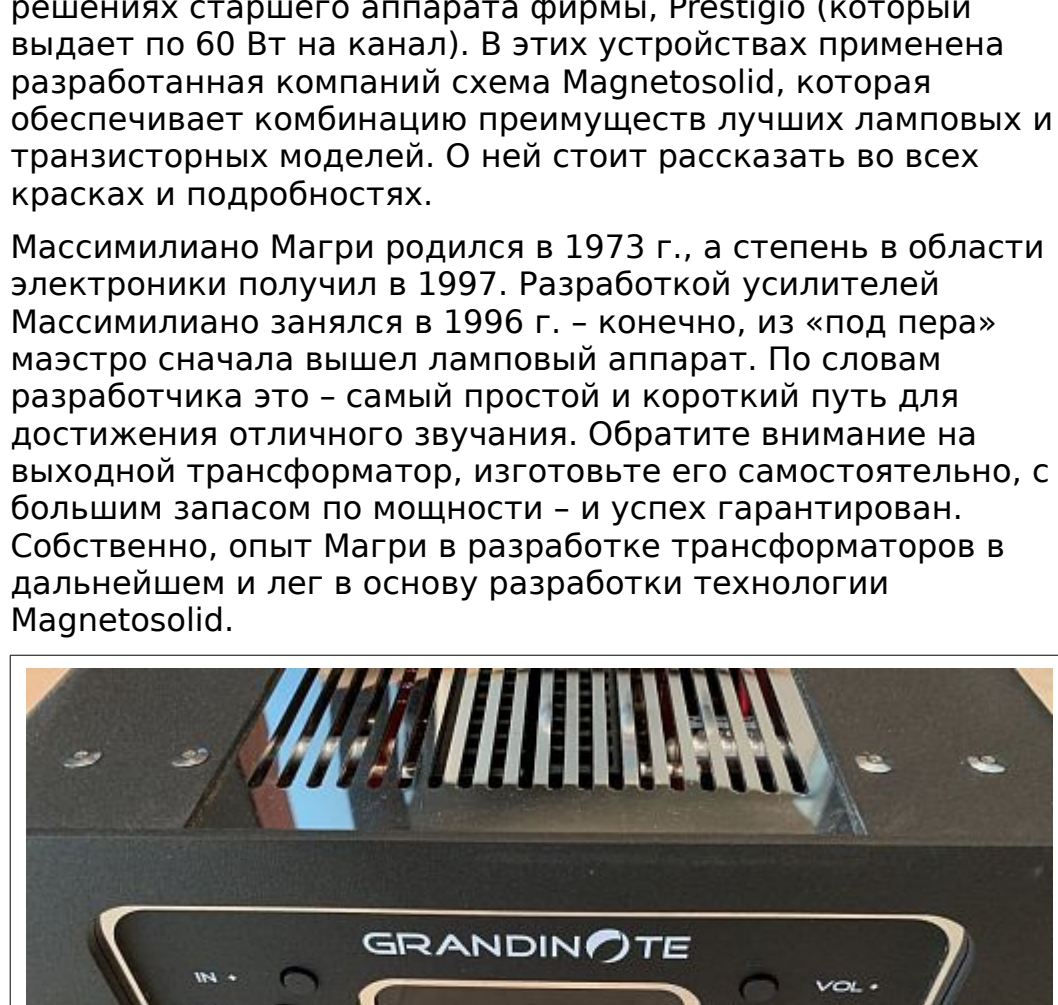 решениях старшего аппарата фирмы, Prestigio (который
выдает по 60 Вт на канал). В этих устройствах применена
разработанная компаний схема Magnetosolid, которая
обеспечивает комбинацию преимуществ лучших ламповых и
транзисторных моделей. О ней стоит рассказать во всех
красках и подробностях.
Массимилиано Магри родился в 1973 г., а степень в области
электроники получил в 1997. Разработкой усилителей
Массимилиано занялся в 1996 г. – конечно, из «под пера»
маэстро сначала вышел ламповый аппарат. По словам
разработчика это – самый простой и короткий путь для
достижения отличного звучания. Обратите внимание на
выходной трансформатор, изготовьте его самостоятельно, с
большим запасом по мощности – и успех гарантирован.
Собственно, опыт Магри в разработке трансформаторов в
дальнейшем и лег в основу разработки технологии
Magnetosolid.
GRANDINOTE
IN +
VOL +